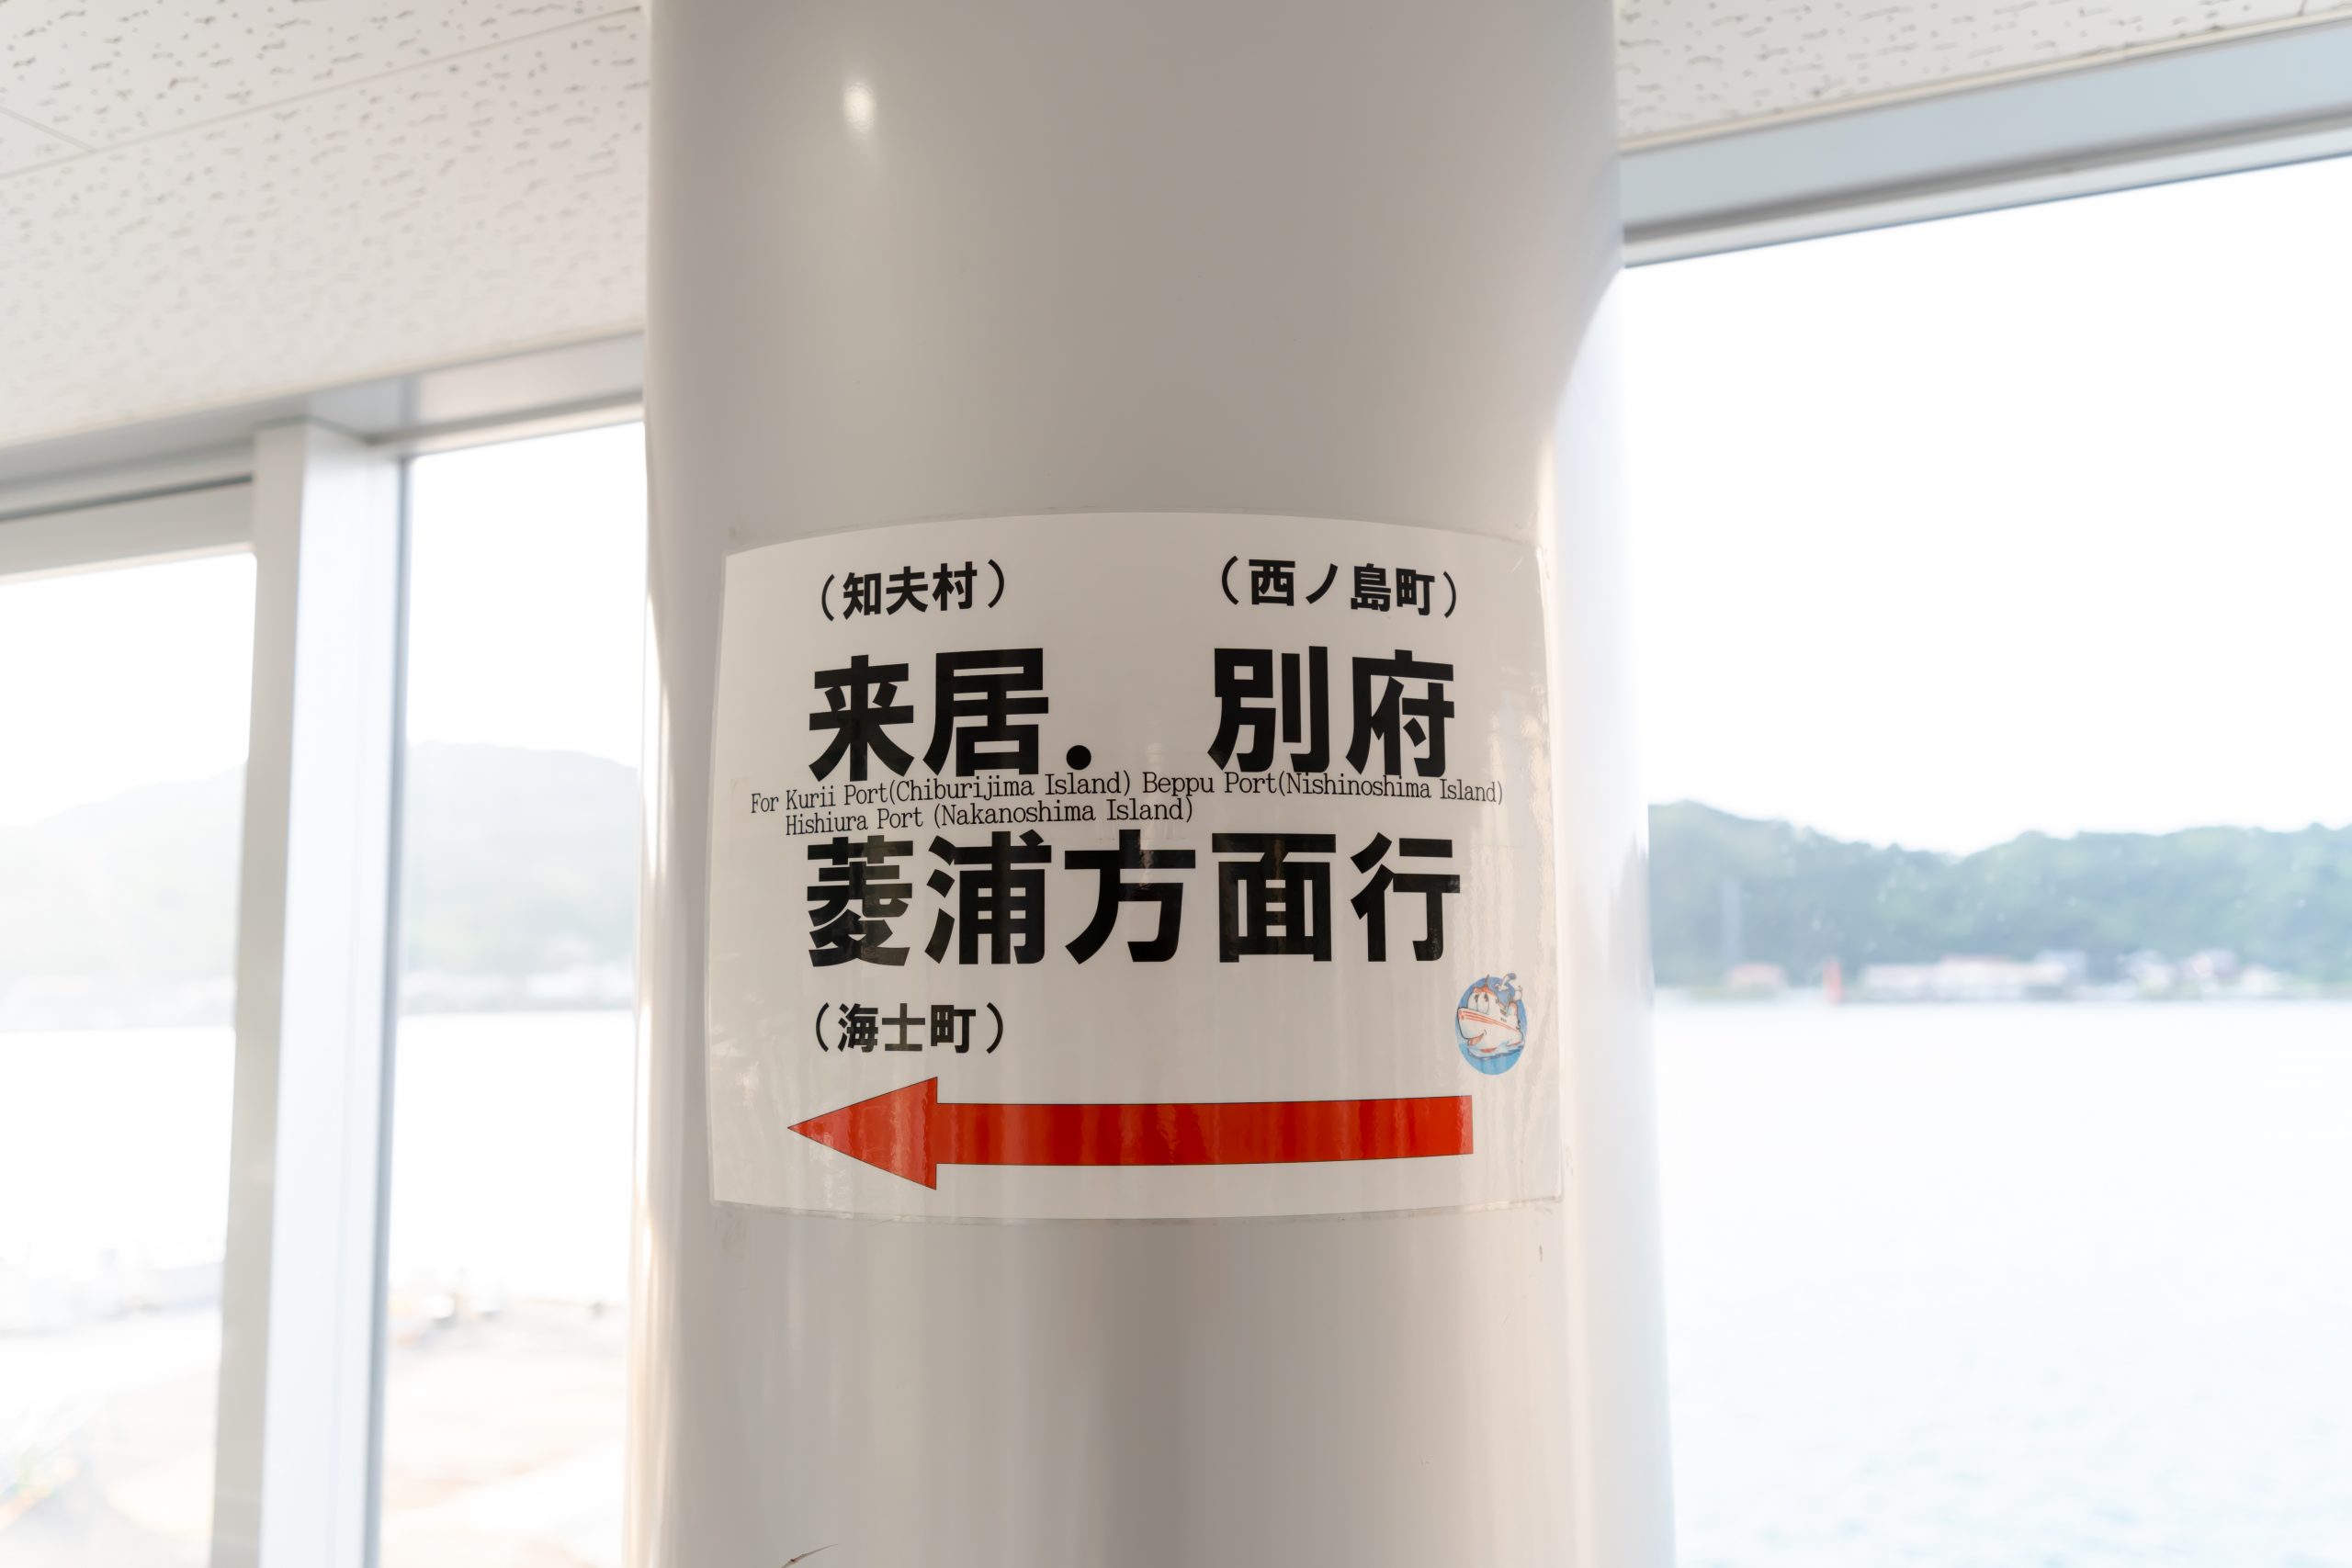 （知夫村） （西ノ島町）
来居． 別府
For Kurii Port(Chiburijima Island) Beppu Port(Nishinoshima Island)
Hishiura Port (Nakanoshima Island)
菱浦方面行
（海士町）